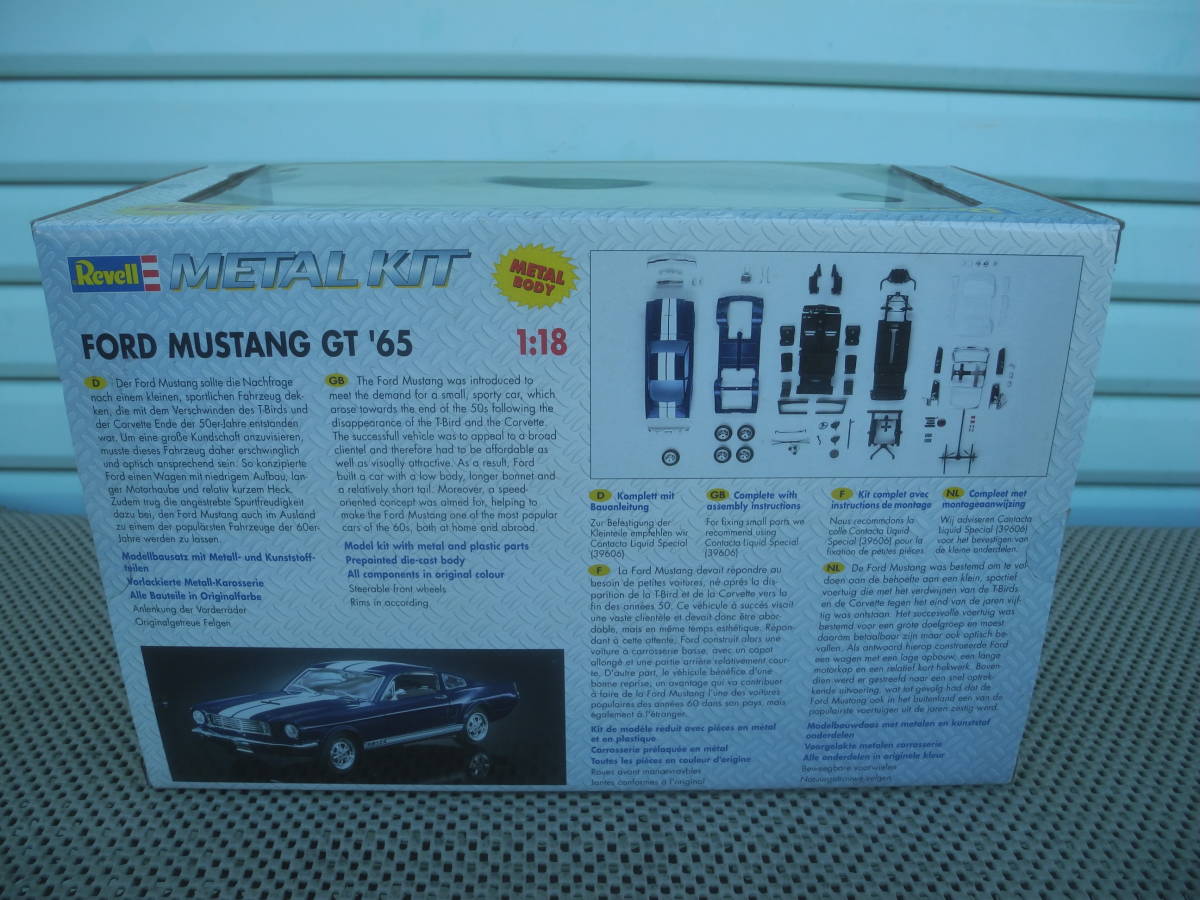 Revell METAL KIT
METAL BODY
FORD MUSTANG GT '65 1:18
D Der Ford Mustang sollte die Nachfrage
nach einem kleinen, sportlichen Fahrzeug dek-
ken, die mit dem Verschwinden des T-Birds und
der Corvette Ende der 50er-Jahre entstanden
war. Um eine große Kundschaft anzuvisieren,
musste dieses Fahrzeug daher erschwinglich
und optisch ansprechend sein. So konzipierte
Ford einen Wagen mit niedrigem Aufbau, lan-
ger Motorhaube und relativ kurzem Heck.
Zudem trug die angestrebte Spurtfreudigkeit
dazu bei, den Ford Mustang auch im Ausland
zu einem der populärsten Fahrzeuge der 60er-
Jahre werden zu lassen.
Modellbausatz mit Metall- und Kunststoff-
teilen
Vorlackierte Metall-Karosserie
Alle Bauteile in Originalfarbe
Anlenkung der Vorderräder
Originalgetreue Felgen
GB The Ford Mustang was introduced to
meet the demand for a small, sporty car, which
arose towards the end of the 50s following the
disappearance of the T-Bird and the Corvette.
The successfull vehicle was to appeal to a broad
clientel and therefore had to be affordable as
well as visually attractive. As a result, Ford
built a car with a low body, longer bonnet and
a relatively short tail. Moreover, a speed-
oriented concept was aimed for, helping to
make the Ford Mustang one of the most popular
cars of the 60s, both at home and abroad.
Model kit with metal and plastic parts
Prepainted die-cast body
All components in original colour
Steerable front wheels
Rims in according
D Komplett mit
Bauanleitung
Zur Befestigung der
Kleinteile empfehlen wir
Contacta Liquid Special
(39606)
GB Complete with
assembly instructions
For fixing small parts we
recommend using
Contacta Liquid Special
(39606)
F Kit complet avec
instructions de montage
Nous recommandons la
colle Contacta Liquid
Special (39606) pour la
fixation de petites pièces.
NL Compleet met
montageaanwijzing
Wij adviseren Contacta
Liquid Special (39606)
voor het bevestigen van
de kleine onderdelen.
F La Ford Mustang devait répondre au
besoin de petites voitures, né après la dis-
parition de la T-Bird et de la Corvette vers la
fin des années 50. Ce véhicule à succès visait
une vaste clientèle et devait donc être abor-
dable, mais en même temps esthétique. Répon-
dant à cette attente, Ford construit alors une
voiture à carrosserie basse, avec un capot
allongé et une partie arrière relativement cour-
te. D'autre part, le véhicule bénéfice d'une
bonne reprise, un avantage qui va contribuer
à faire de la Ford Mustang l'une des voitures
populaires des années 60 dans son pays, mais
également à l'étranger.
Kit de modèle réduit avec pièces en métal
et en plastique
Carrosserie prélaquée en métal
Toutes les pièces en couleur d'origine
Roues avant manœuvrables
Jantes conformes à l'original
NL De Ford Mustang was bestemd om te vol
doen aan de behoefte aan een klein, sportief
voertuig die met het verdwijnen van de T-Birds
en de Corvette tegen het eind van de jaren vijf-
tig was ontstaan. Het succesvolle voertuig was
bestemd voor een grote doelgroep en moest
daarom betaalbaar zijn maar ook optisch be-
vallen. Als antwoord hierop construeerde Ford
een wagen met een lage opbouw, een lange
motorkap en een relatief kort hekwerk. Boven-
dien werd er gestreefd naar een snel optrek-
kende uitvoering, wat tot gevolg had dat de
Ford Mustang ook in het buitenland een van de
populairste voertuigen uit de jaren zestig werd.
Modelbouwdoos met metalen en kunststof
onderdelen
Voorgelakte metalen carrosserie
Alle onderdelen in originele kleur
Beweegbare voorwielen
Natuurgetrouwe velgen